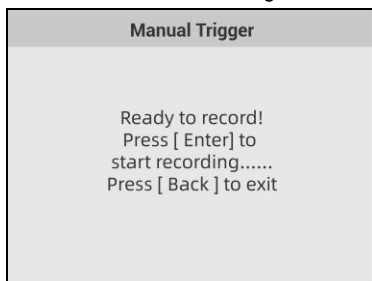 Manual Trigger
Ready to record!
Press [ Enter] to
start recording......
Press [ Back ] to exit